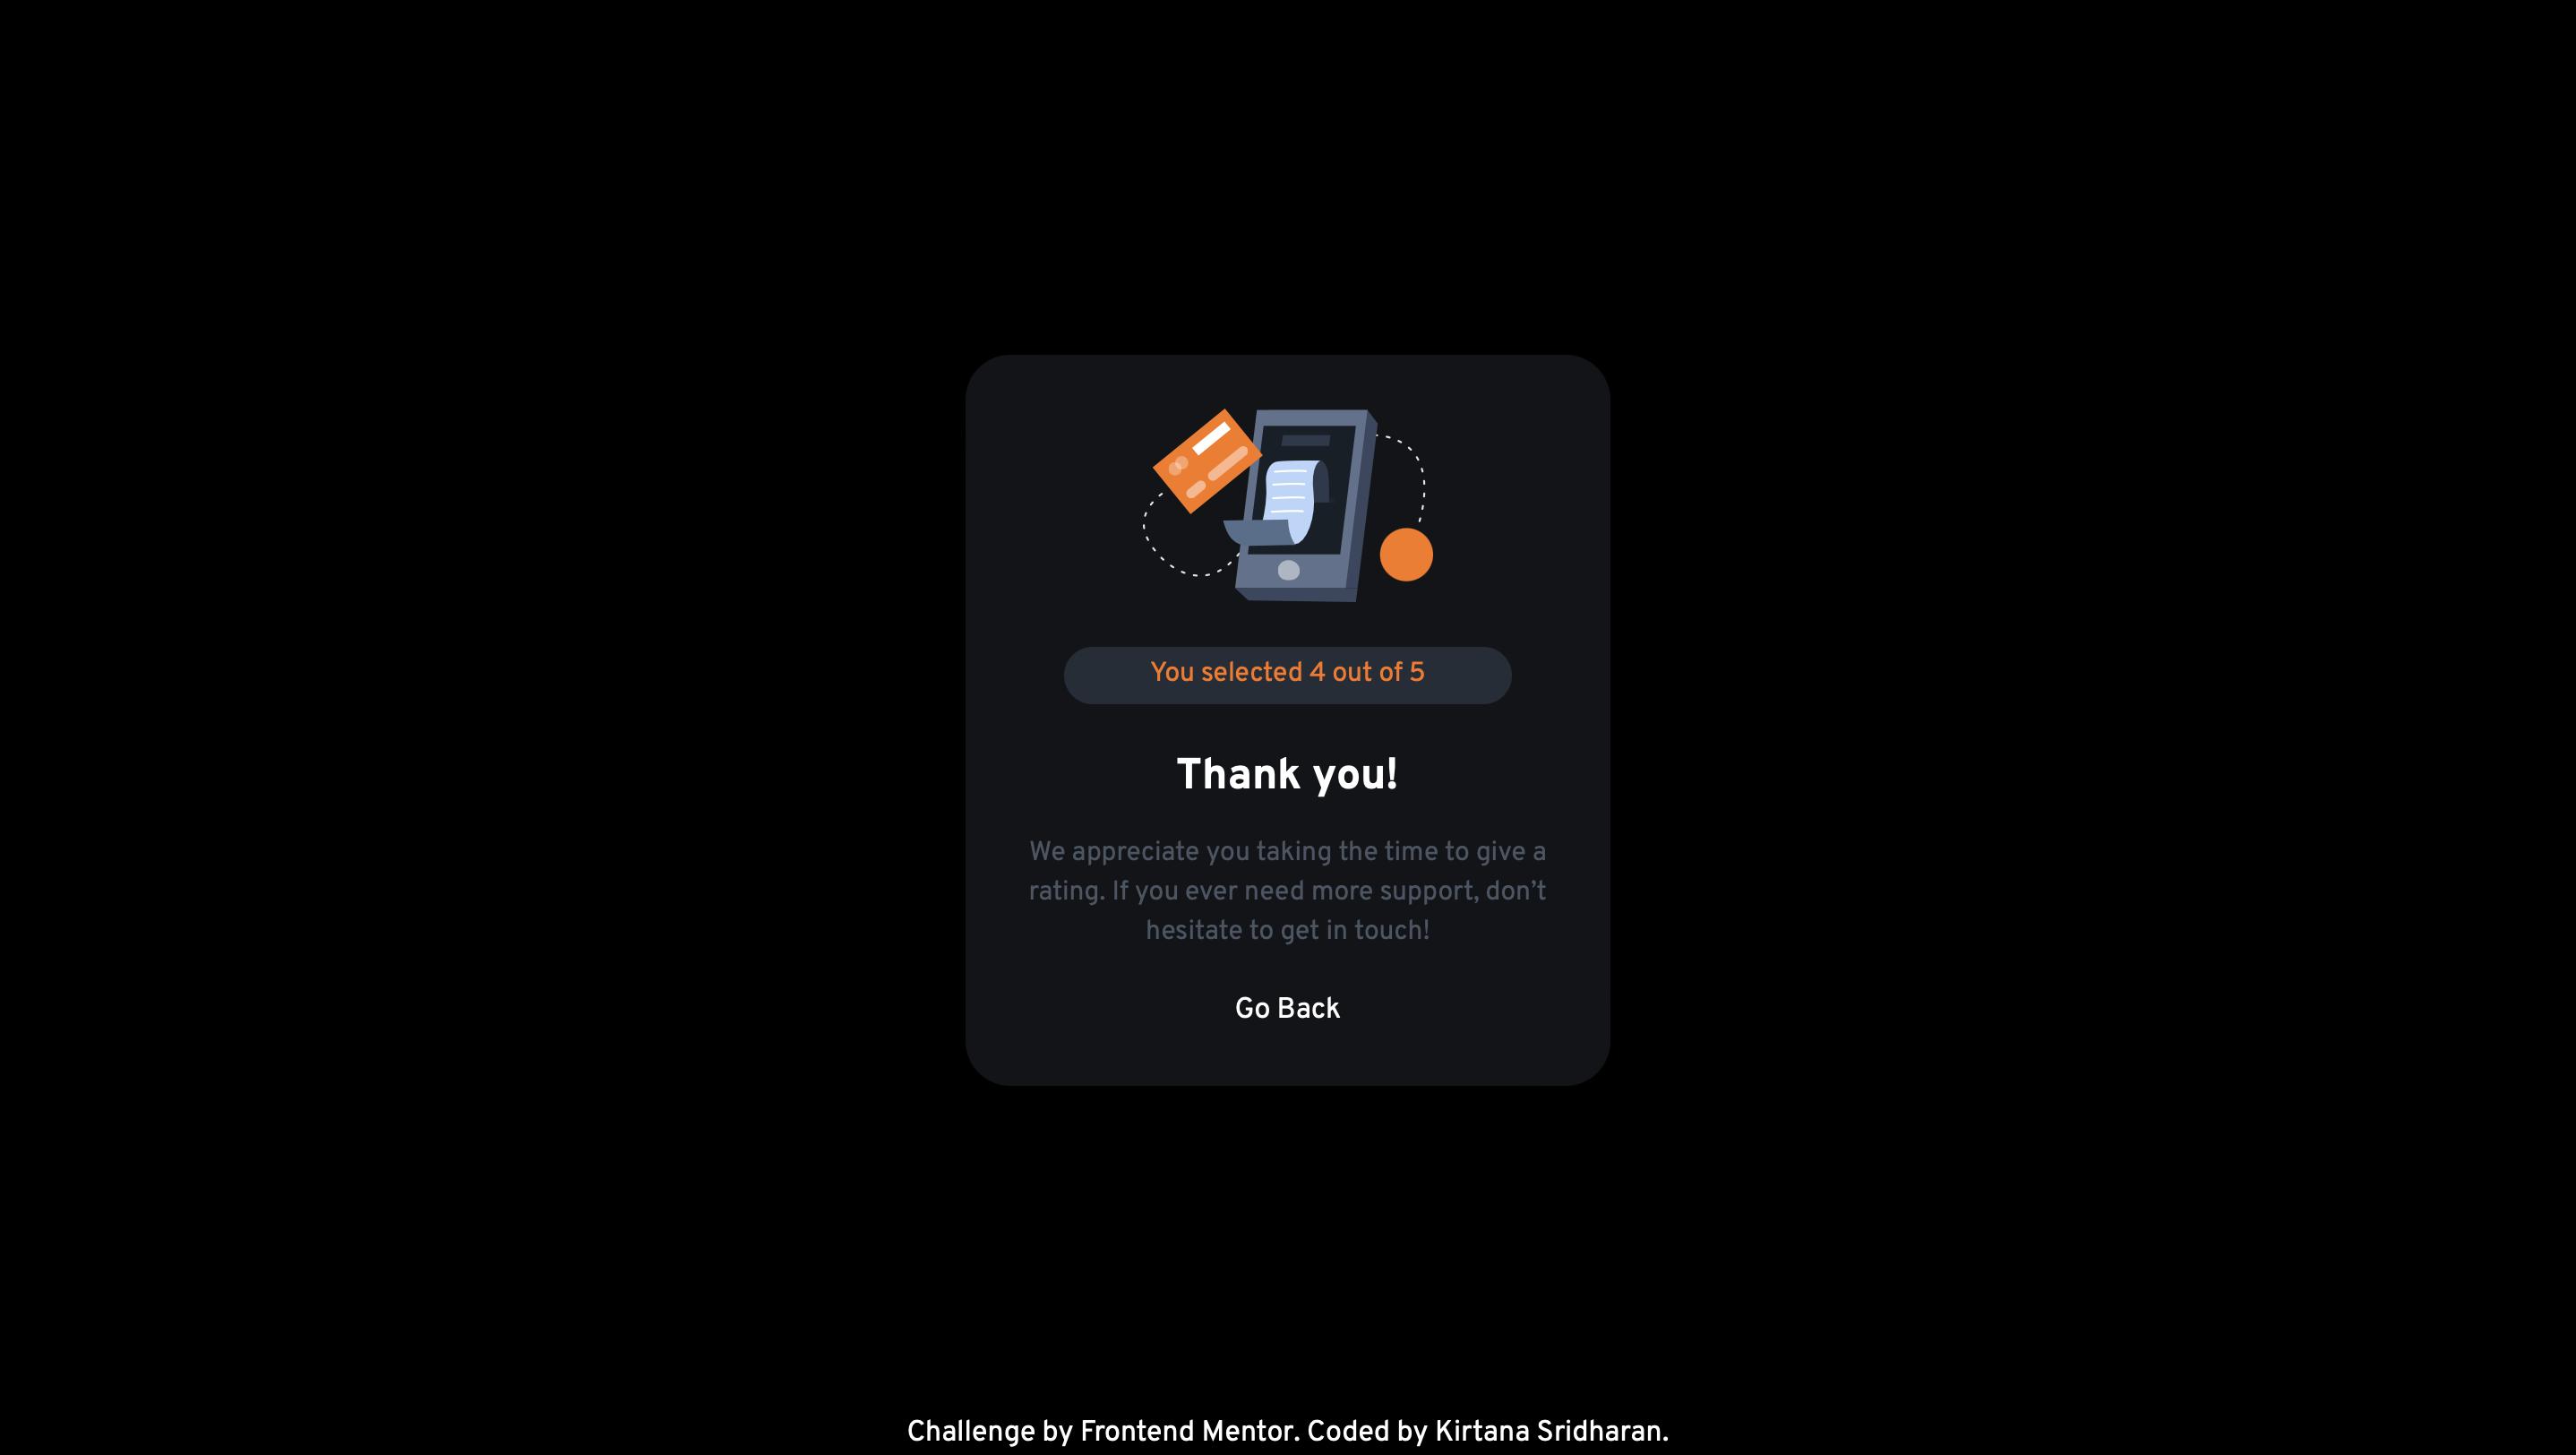 You selected 4 out of 5
Thank you!
We appreciate you taking the time to give a
rating. If you ever need more support, don’t
hesitate to get in touch!
Go Back
Challenge by Frontend Mentor. Coded by Kirtana Sridharan.